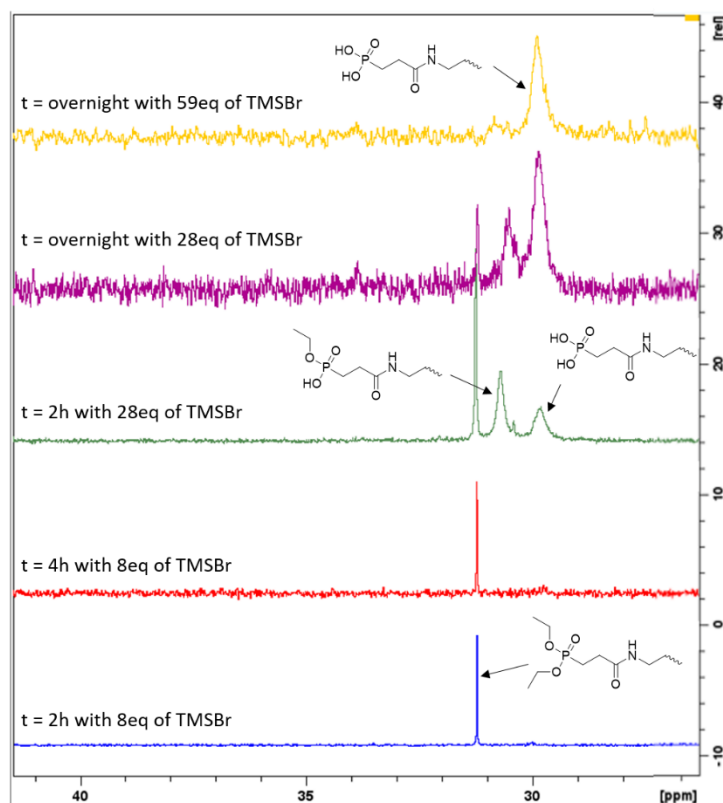 [rel]
HO O
P
HO
H
N
O
t = overnight with 59eq of TMSBr
40
t = overnight with 28eq of TMSBr
30
O O
P
HO
H
N
O
HO O
P
HO
H
N
O
20
t = 2h with 28eq of TMSBr
10
t = 4h with 8eq of TMSBr
0
O O
P
O
H
N
O
t = 2h with 8eq of TMSBr
-10
40 35 30 [ppm]